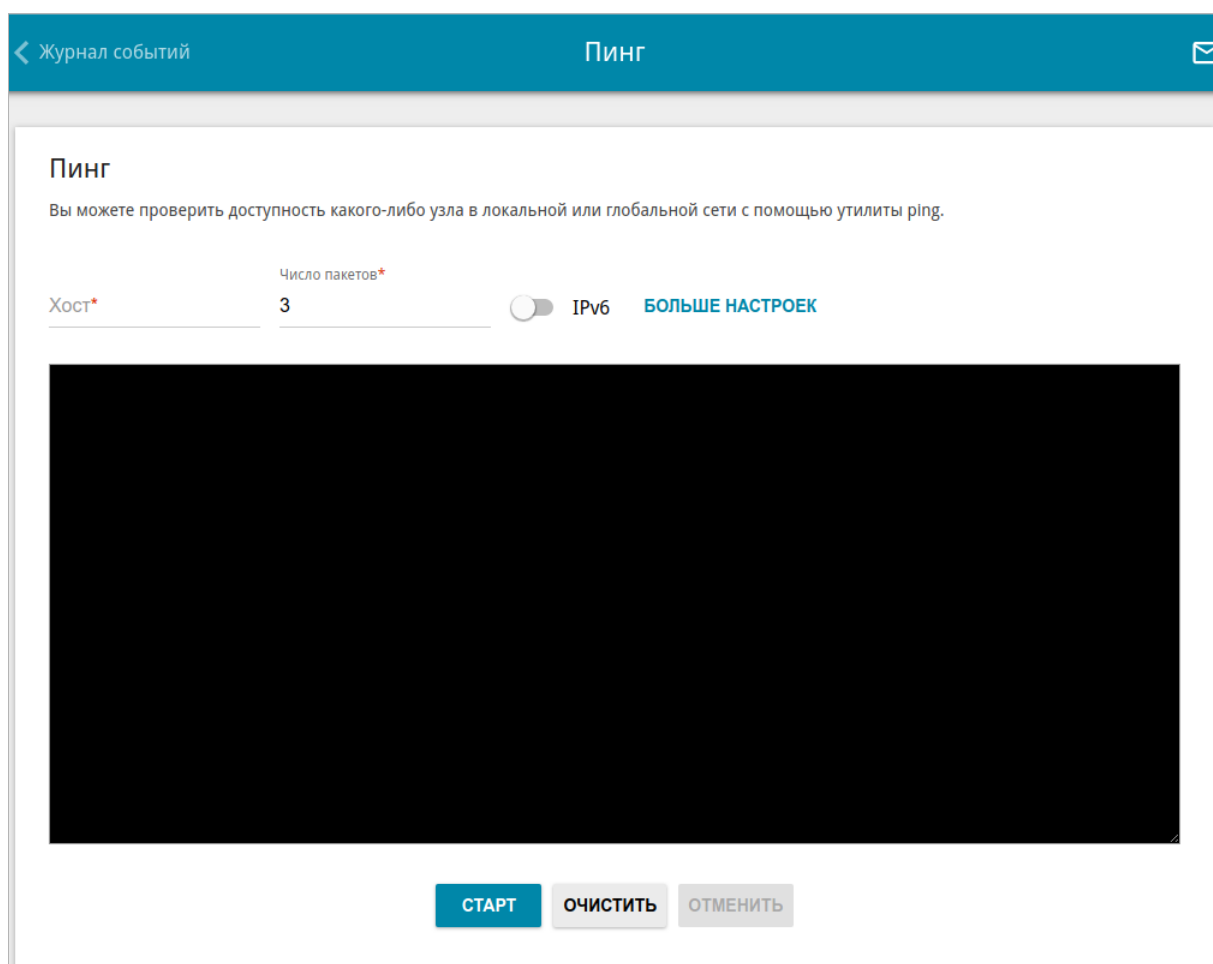 Журнал событий
Пинг
Пинг
Вы можете проверить доступность какого-либо узла в локальной или глобальной сети с помощью утилиты ping.
Число пакетов*
Хост*
3
IPv6
БОЛЬШЕ НАСТРОЕК
СТАРТ
ОЧИСТИТЬ
ОТМЕНИТЬ